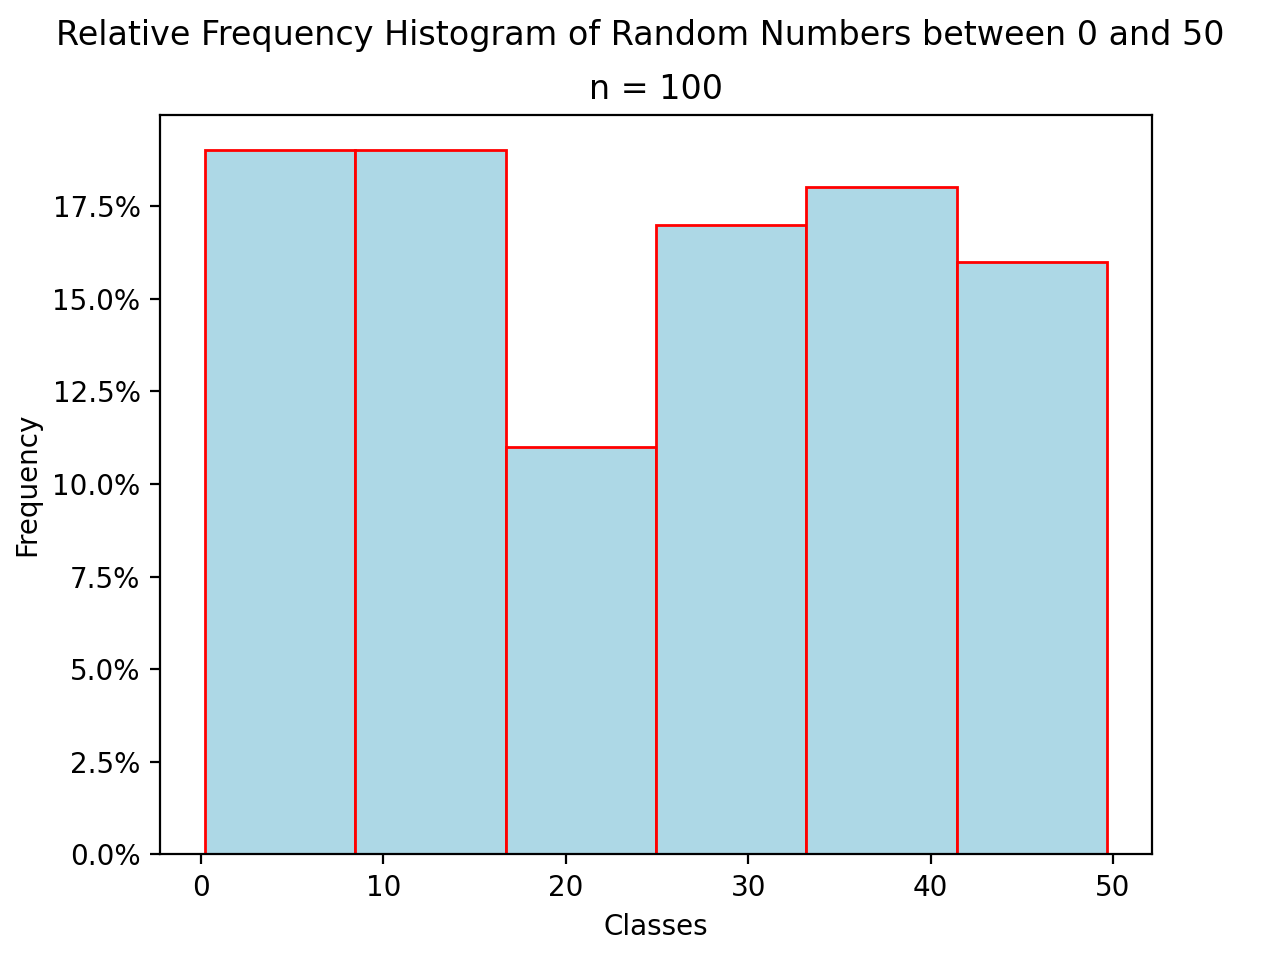 Relative Frequency Histogram of Random Numbers between 0 and 50
n = 100
17.5%
15.0%
12.5%
10.0%
7.5%
5.0%
2.5%
0.0%
Frequency
0 10 20 30 40 50
Classes